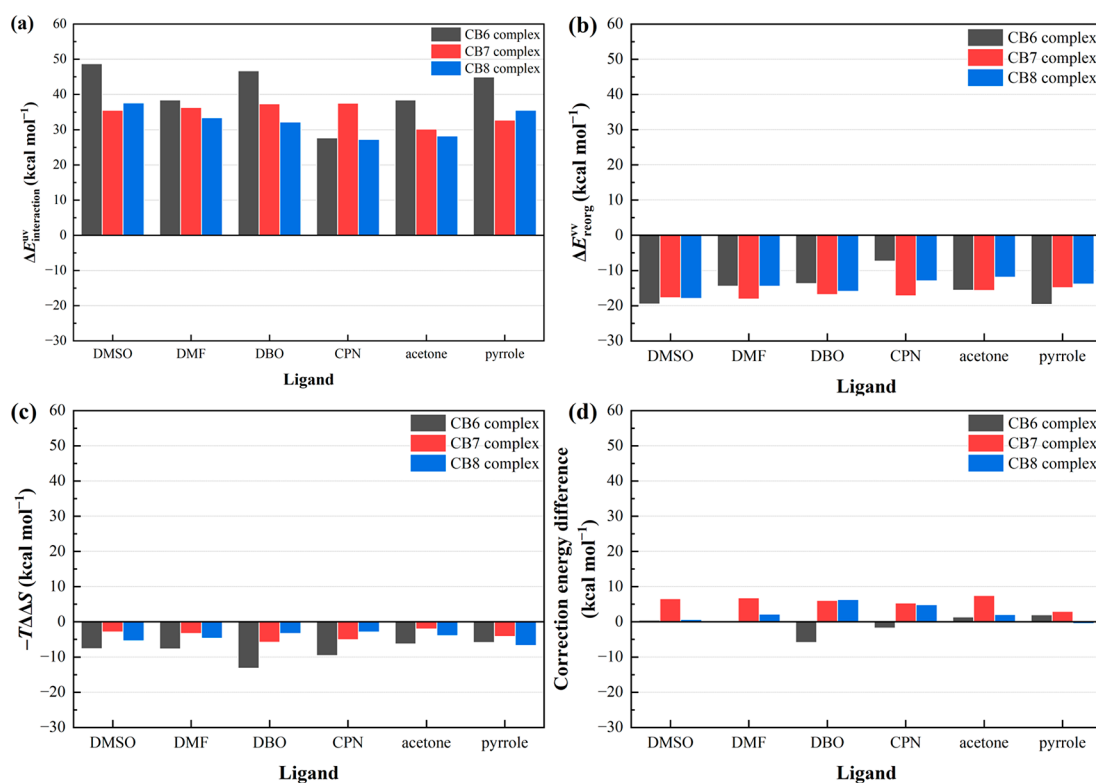 (a)
60
50
40
30
20
10
0
−10
−20
−30
ΔE^uv_interaction (kcal mol⁻¹)
CB6 complex
CB7 complex
CB8 complex
DMSO DMF DBO CPN acetone pyrrole
Ligand
(b)
60
50
40
30
20
10
0
−10
−20
−30
ΔE^vv_reorg (kcal mol⁻¹)
CB6 complex
CB7 complex
CB8 complex
DMSO DMF DBO CPN acetone pyrrole
Ligand
(c)
60
50
40
30
20
10
0
−10
−20
−30
−TΔΔS (kcal mol⁻¹)
CB6 complex
CB7 complex
CB8 complex
DMSO DMF DBO CPN acetone pyrrole
Ligand
(d)
60
50
40
30
20
10
0
−10
−20
−30
Correction energy difference
(kcal mol⁻¹)
CB6 complex
CB7 complex
CB8 complex
DMSO DMF DBO CPN acetone pyrrole
Ligand